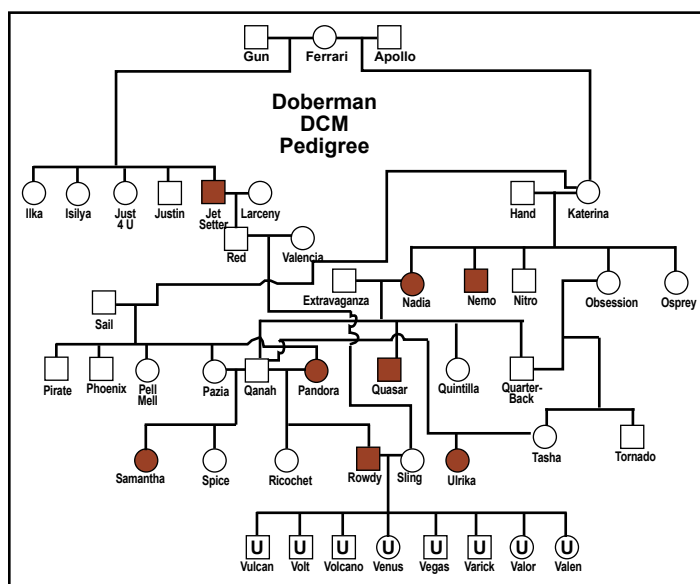 Gun
Ferrari
Apollo
Doberman
DCM
Pedigree
Ilka
Isilya
Just
4 U
Justin
Jet
Setter
Larceny
Hand
Katerina
Red
Valencia
Extravaganza
Nadia
Nemo
Nitro
Obsession
Osprey
Sail
Pirate
Phoenix
Pell
Mell
Pazia
Qanah
Pandora
Quasar
Quintilla
Quarter-
Back
Samantha
Spice
Ricochet
Rowdy
Sling
Ulrika
Tasha
Tornado
U U U U U U U U
Vulcan Volt Volcano Venus Vegas Varick Valor Valen